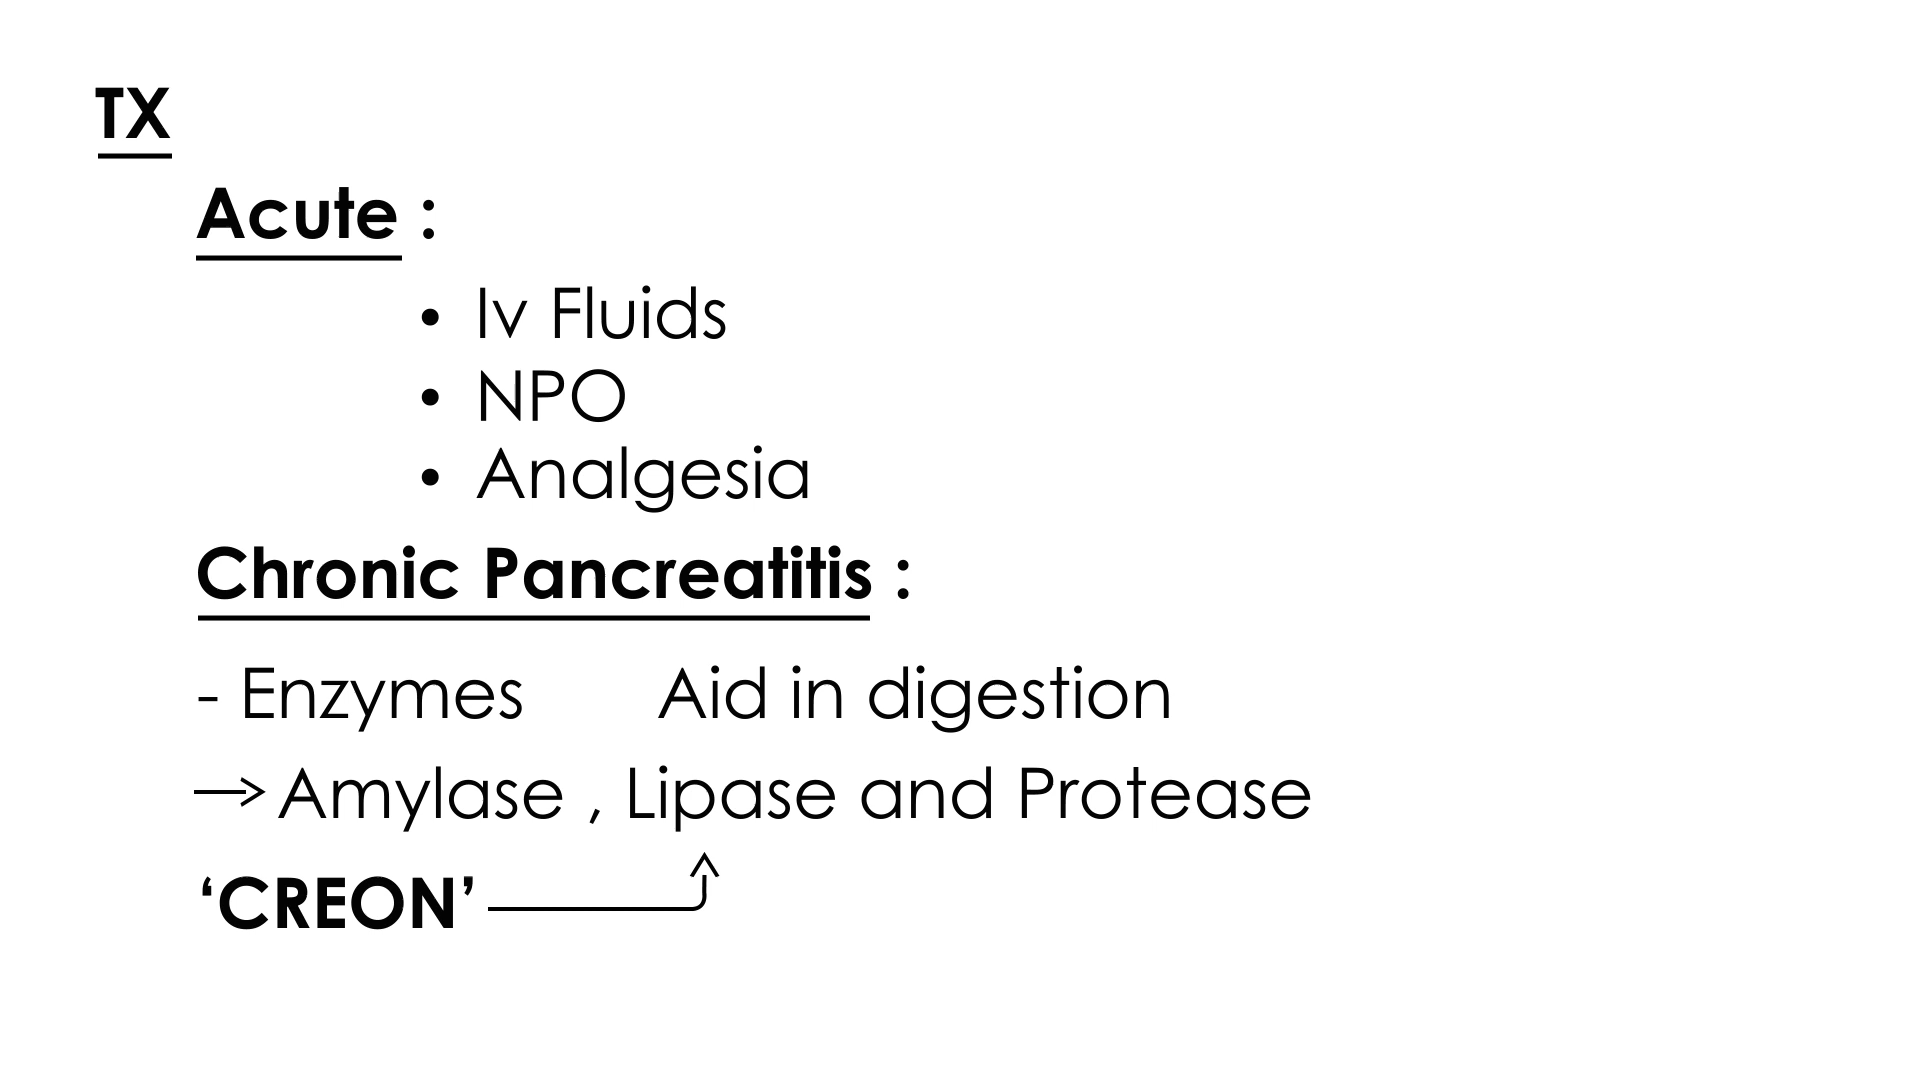 TX
Acute :
• Iv Fluids
• NPO
• Analgesia
Chronic Pancreatitis :
- Enzymes Aid in digestion
→ Amylase , Lipase and Protease
‘CREON’